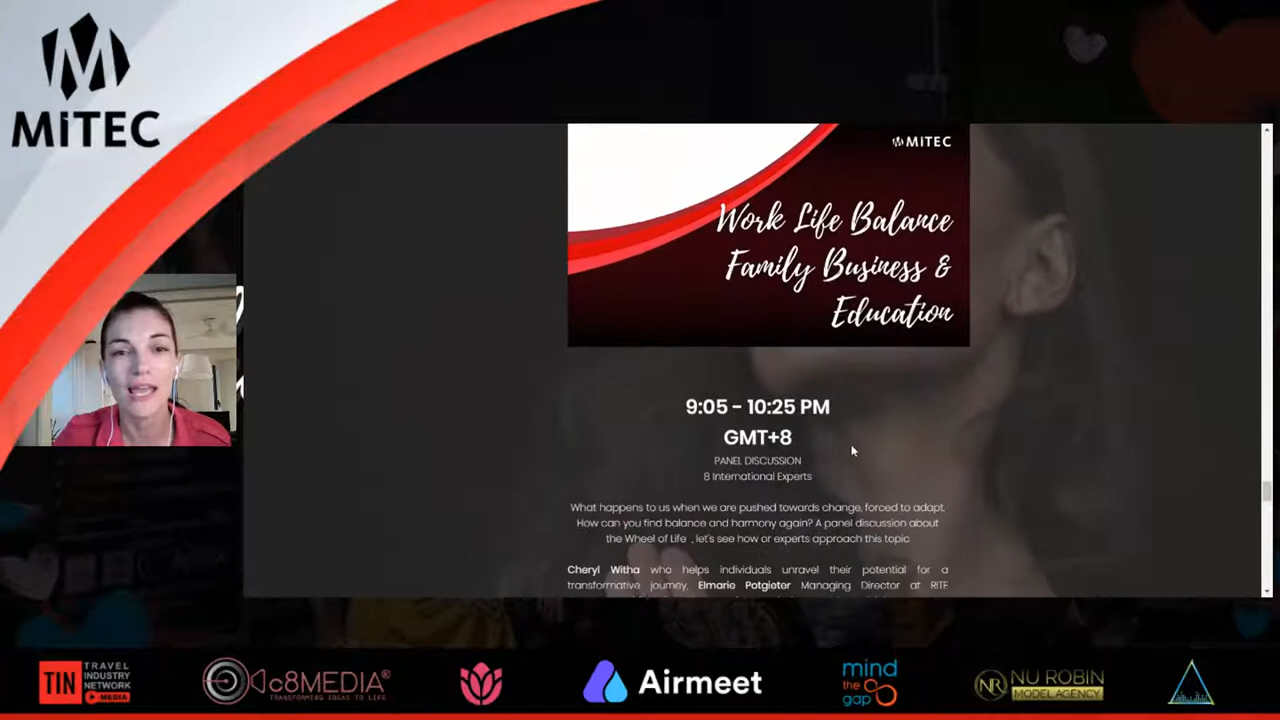 MiTEC
MITEC
Work Life Balance
Family Business &
Education
9:05 - 10:25 PM
GMT+8
PANEL DISCUSSION
8 International Experts
What happens to us when we are pushed towards change, forced to adapt.
How can you find balance and harmony again? A panel discussion about
the Wheel of Life , let's see how or experts approach this topic
Cheryl Witha who helps individuals unravel their potential for a
transformative journey, Elmarie Potgieter Managing Director at RITE
TIN TRAVEL INDUSTRY NETWORK MEDIA
c8MEDIA®
TRANSFORMING IDEAS TO LIFE
Airmeet
mind
the
gap
NR NU ROBIN
MODEL AGENCY